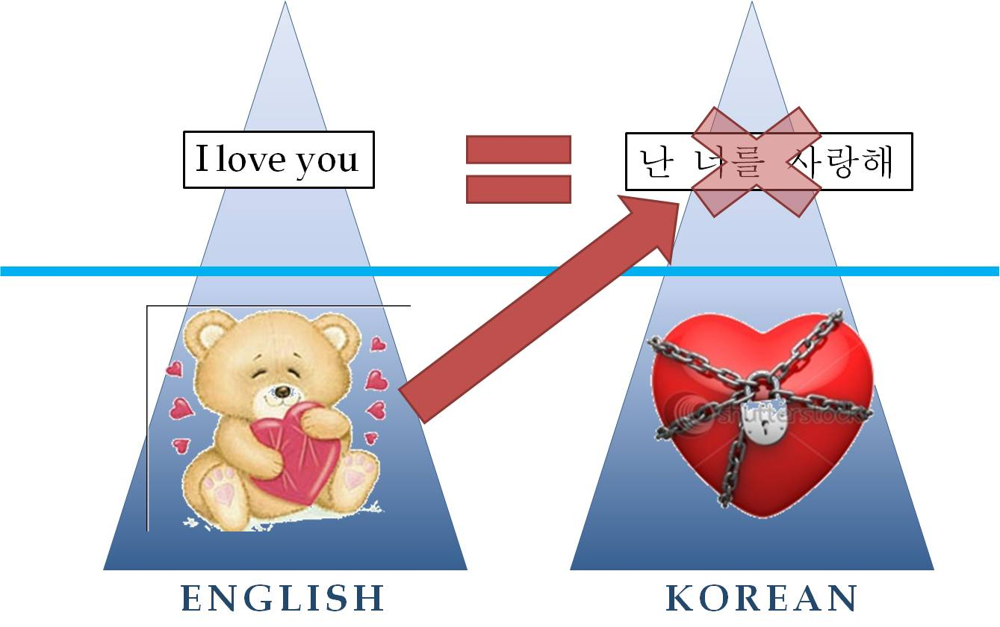 I love you
난 너를 사랑해
shutterstock
ENGLISH
KOREAN